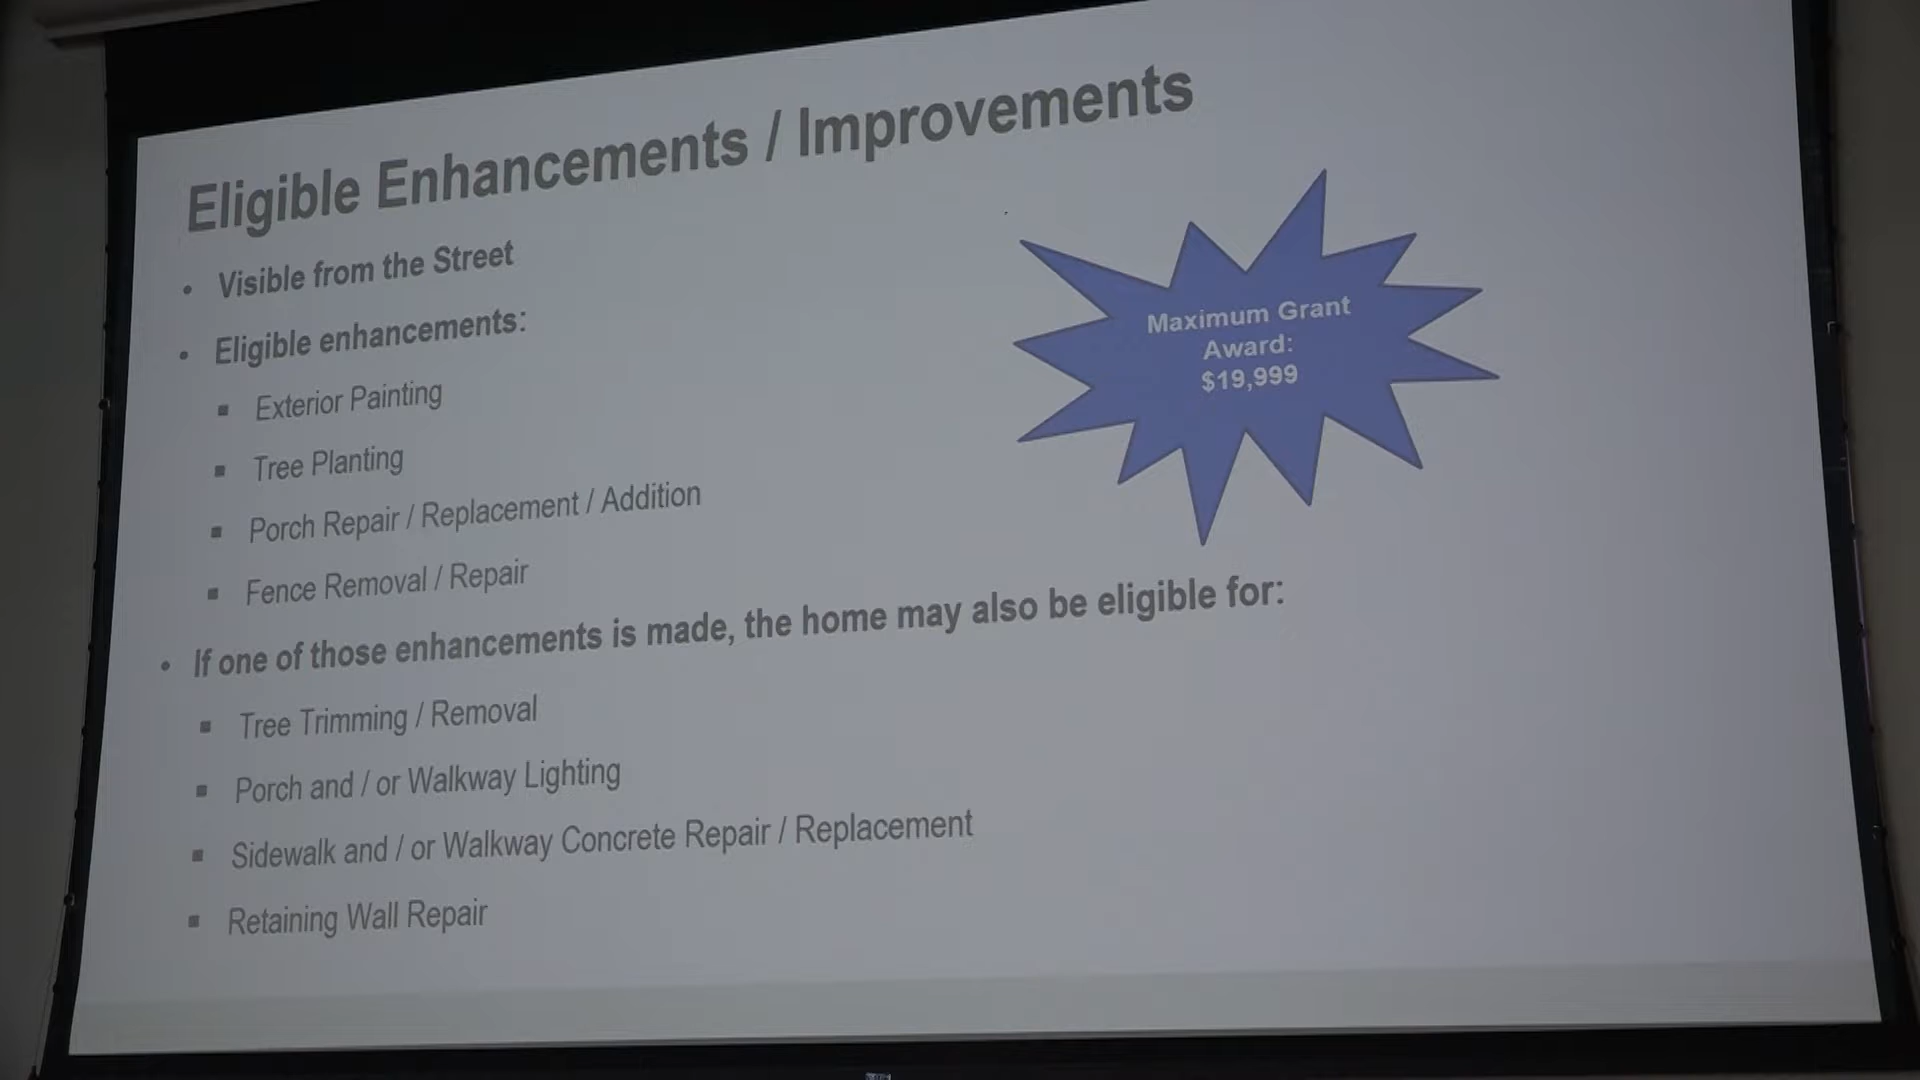 Eligible Enhancements / Improvements
• Visible from the Street
• Eligible enhancements:
▪ Exterior Painting
▪ Tree Planting
▪ Porch Repair / Replacement / Addition
▪ Fence Removal / Repair
• If one of those enhancements is made, the home may also be eligible for:
▪ Tree Trimming / Removal
▪ Porch and / or Walkway Lighting
▪ Sidewalk and / or Walkway Concrete Repair / Replacement
▪ Retaining Wall Repair
Maximum Grant
Award:
$19,999